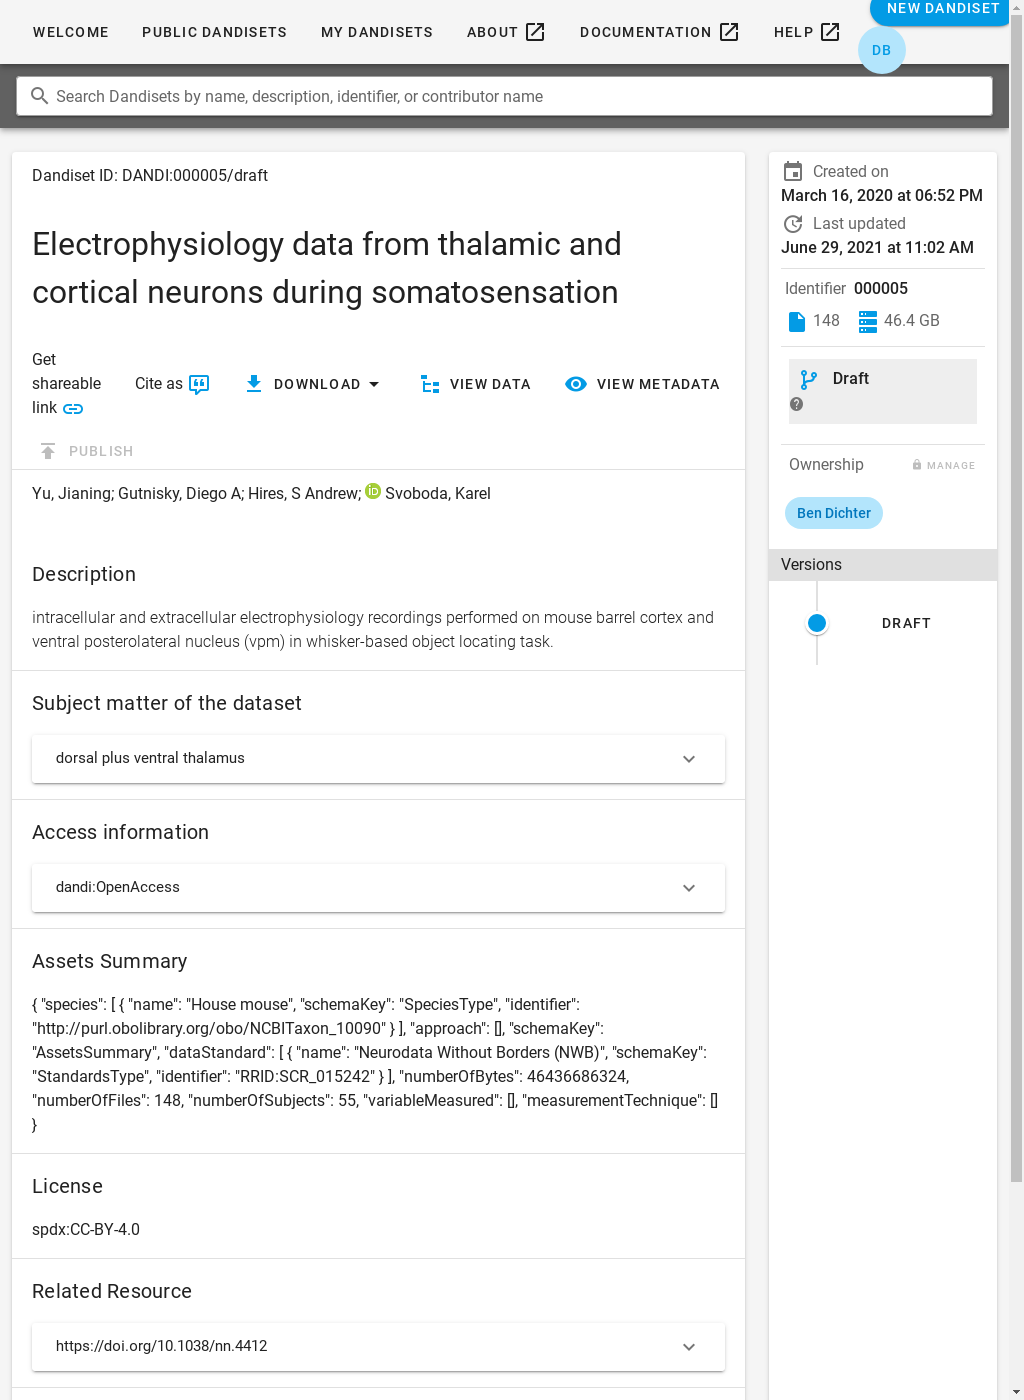 NEW DANDISET
WELCOME PUBLIC DANDISETS MY DANDISETS ABOUT DOCUMENTATION HELP
DB
Search Dandisets by name, description, identifier, or contributor name
Dandiset ID: DANDI:000005/draft
Electrophysiology data from thalamic and
cortical neurons during somatosensation
Get
shareable
link
Cite as
DOWNLOAD
VIEW DATA
VIEW METADATA
PUBLISH
Yu, Jianing; Gutnisky, Diego A; Hires, S Andrew; iD Svoboda, Karel
Description
intracellular and extracellular electrophysiology recordings performed on mouse barrel cortex and
ventral posterolateral nucleus (vpm) in whisker-based object locating task.
Subject matter of the dataset
dorsal plus ventral thalamus
Access information
dandi:OpenAccess
Assets Summary
{ "species": [ { "name": "House mouse", "schemaKey": "SpeciesType", "identifier":
"http://purl.obolibrary.org/obo/NCBITaxon_10090" } ], "approach": [], "schemaKey":
"AssetsSummary", "dataStandard": [ { "name": "Neurodata Without Borders (NWB)", "schemaKey":
"StandardsType", "identifier": "RRID:SCR_015242" } ], "numberOfBytes": 46436686324,
"numberOfFiles": 148, "numberOfSubjects": 55, "variableMeasured": [], "measurementTechnique": []
}
License
spdx:CC-BY-4.0
Related Resource
https://doi.org/10.1038/nn.4412
Created on
March 16, 2020 at 06:52 PM
Last updated
June 29, 2021 at 11:02 AM
Identifier 000005
148 46.4 GB
Draft
?
Ownership MANAGE
Ben Dichter
Versions
DRAFT